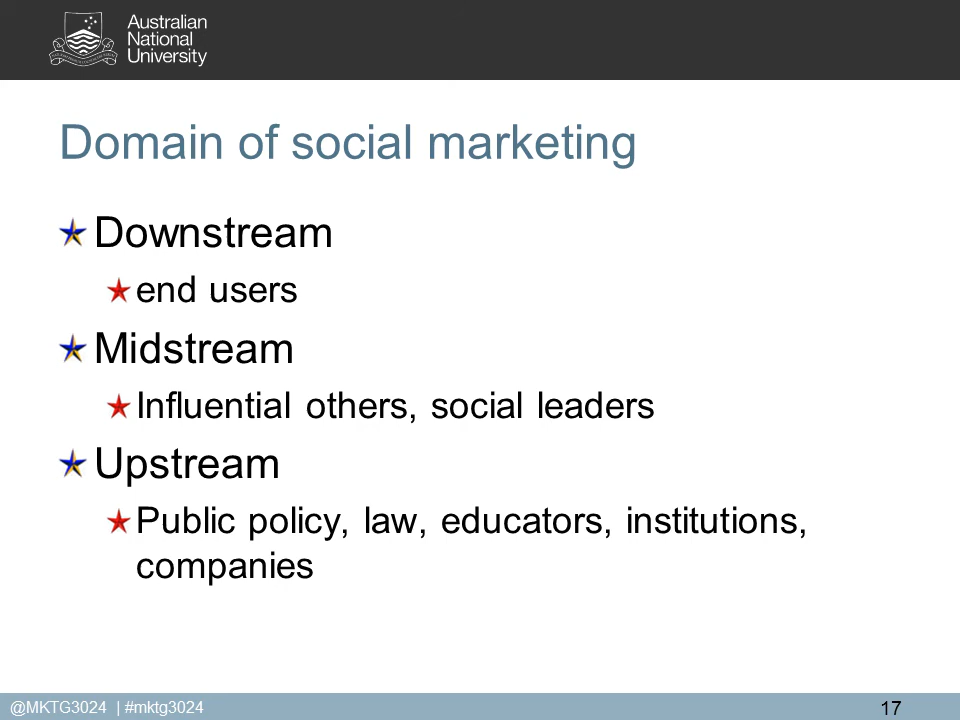 Australian
National
University
Domain of social marketing
Downstream
end users
Midstream
Influential others, social leaders
Upstream
Public policy, law, educators, institutions,
companies
@MKTG3024 | #mktg3024
17